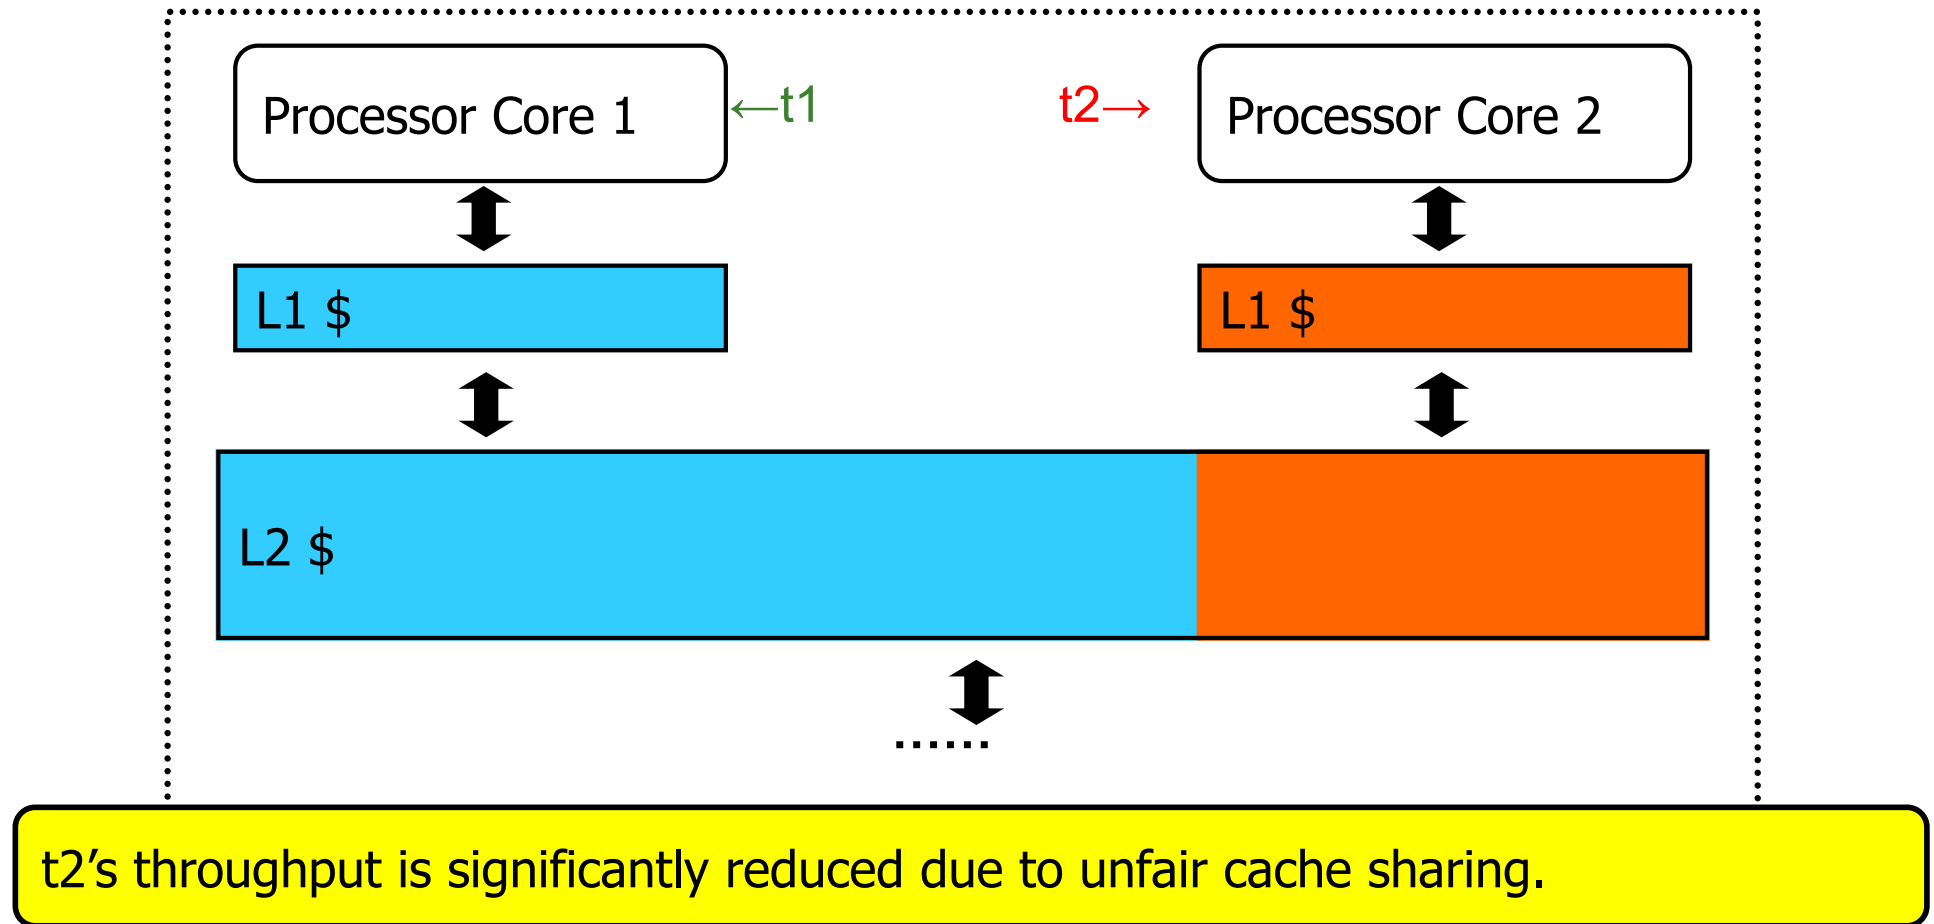 Processor Core 1
←t1
t2→
Processor Core 2
L1 $
L1 $
L2 $
......
t2’s throughput is significantly reduced due to unfair cache sharing.